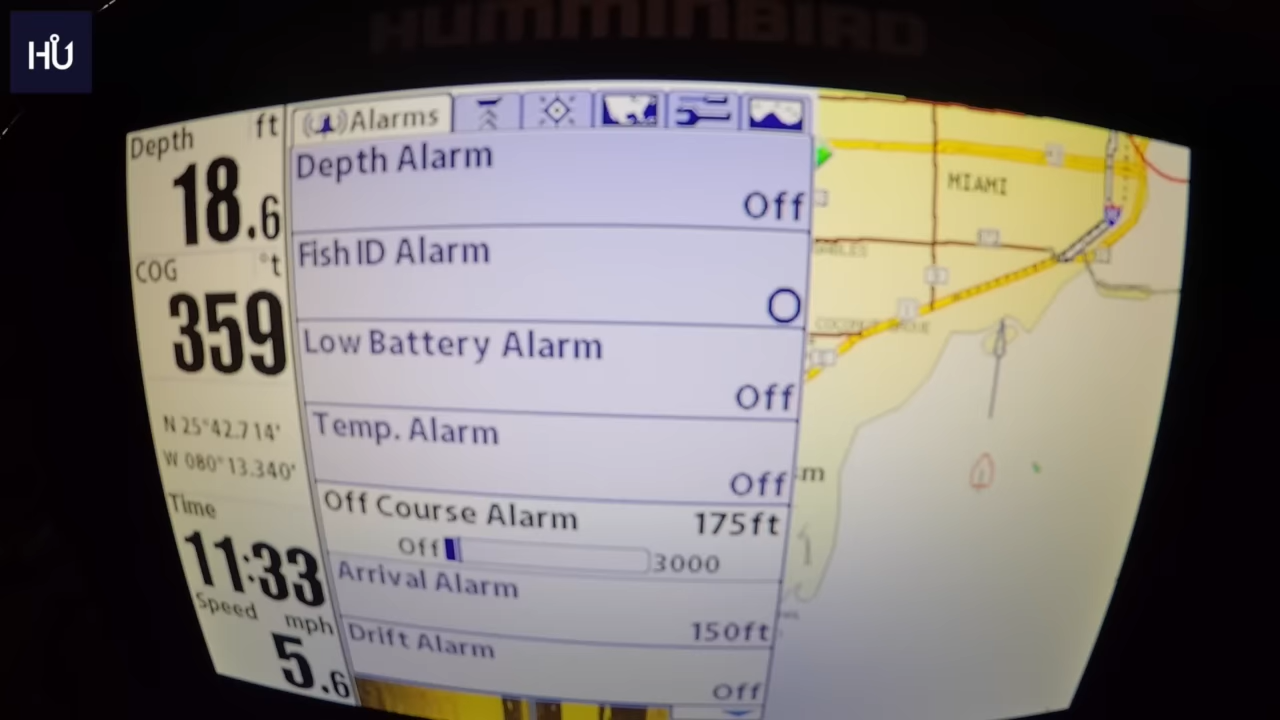 HU
HUMMINBIRD
Depth ft
18.6
COG °t
359
N 25°42.714'
W 080°13.340'
Time
11:33
Speed mph
5.6
Alarms
Depth Alarm
Off
Fish ID Alarm
Low Battery Alarm
Off
Temp. Alarm
Off
Off Course Alarm 175ft
Off 3000
Arrival Alarm
150ft
Drift Alarm
Off
MIAMI
m